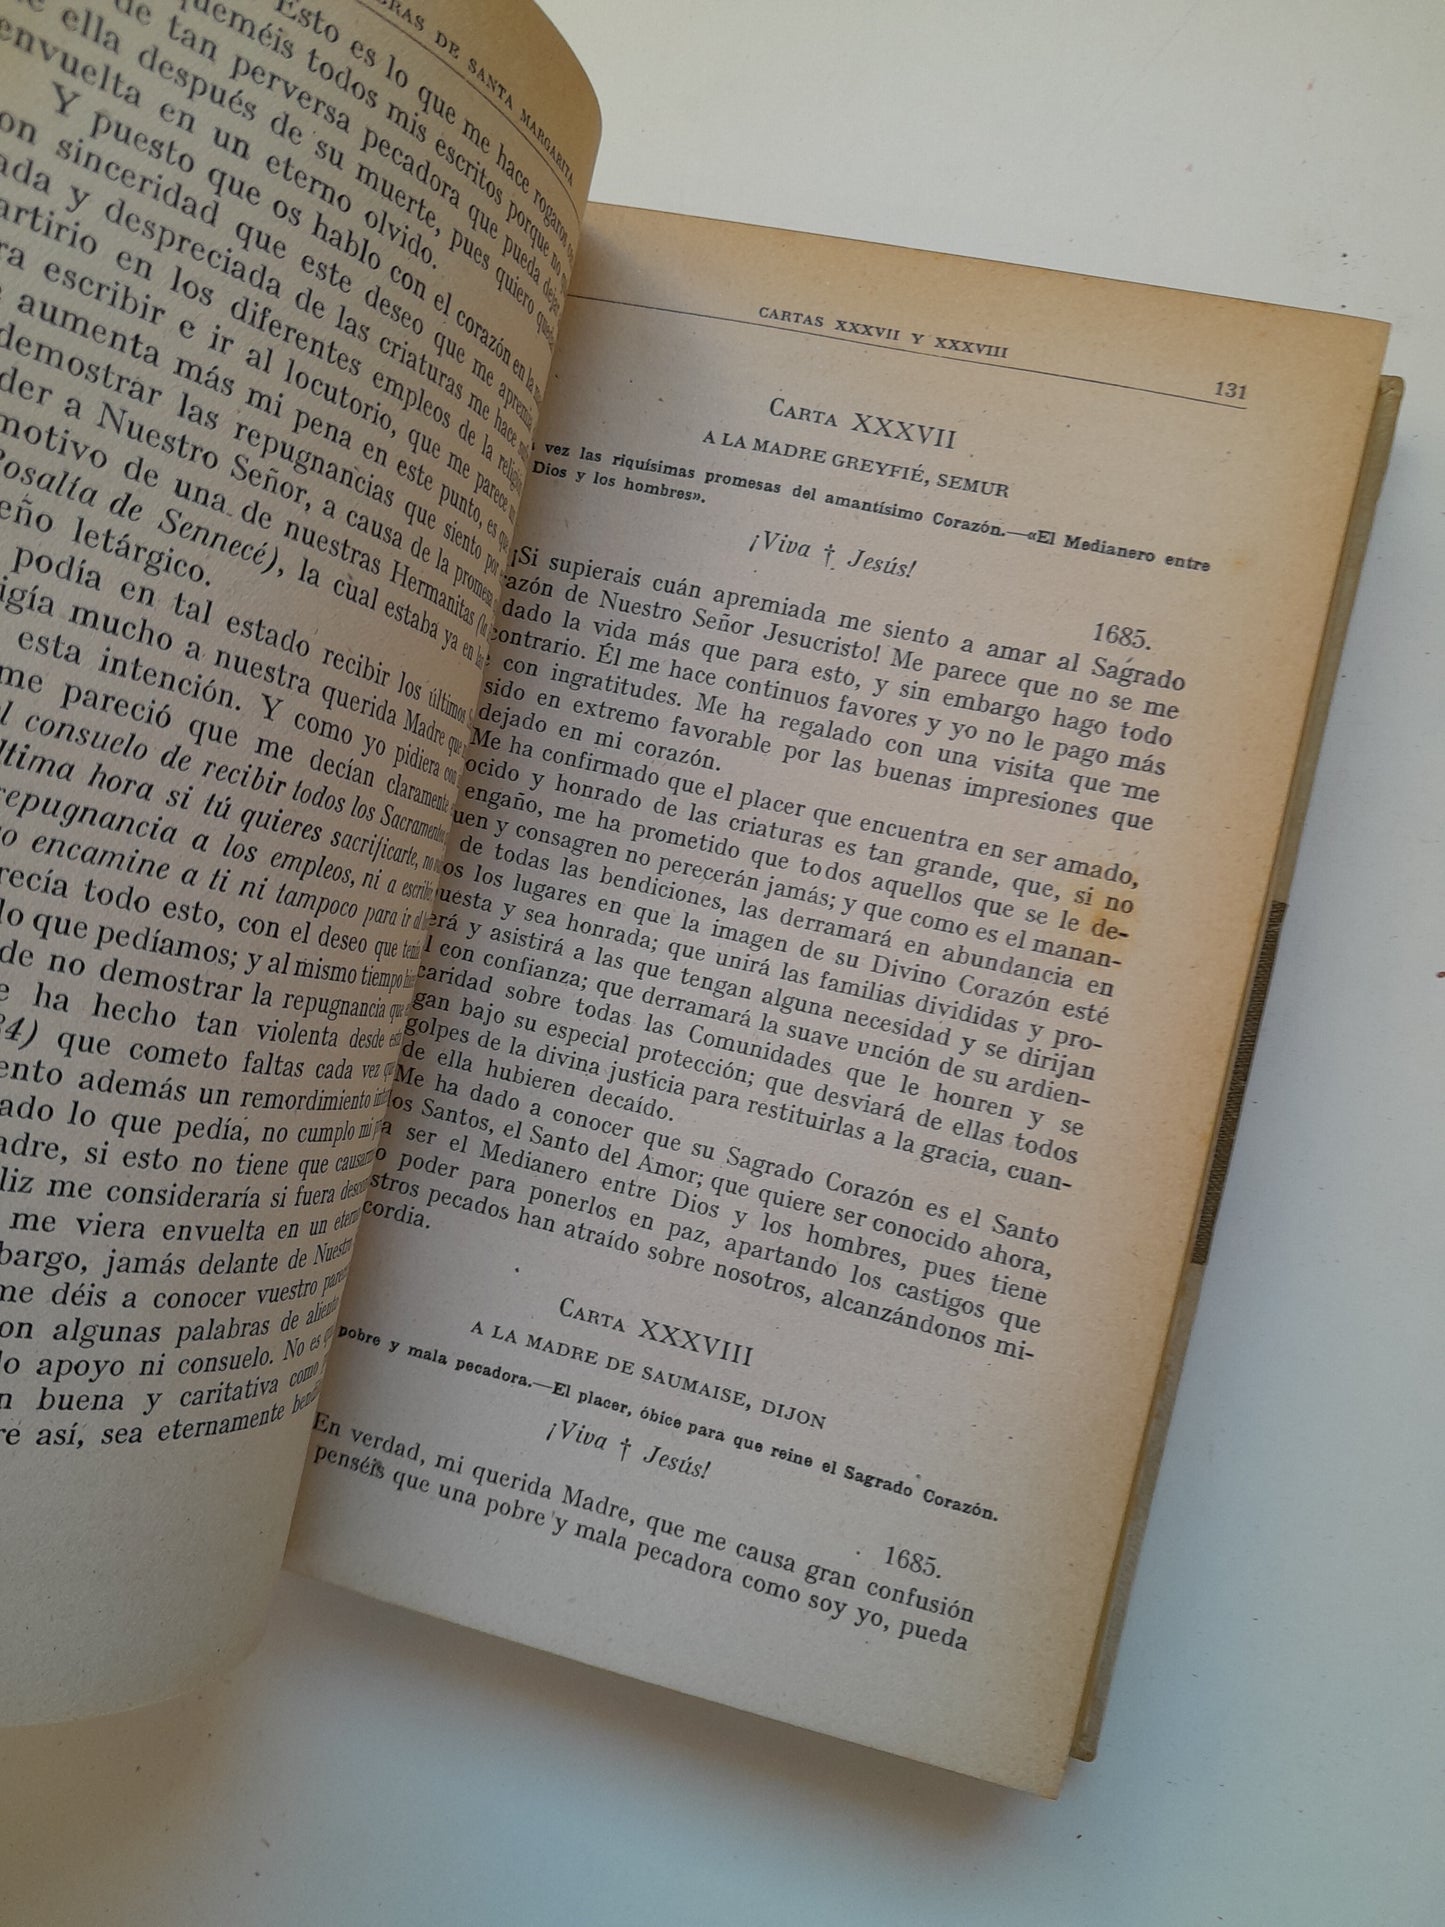 RAS DE SANTA MARGARITA
Esto es lo que me hace rogaros
queméis todos mis escritos porque no
de tan perversa pecadora que pueda dejar
ella después de su muerte, pues quiero
envuelta en un eterno olvido.
Y puesto que os hablo con el corazón en la
on sinceridad que este deseo que me apremia
ada y despreciada de las criaturas me hace
artirio en los diferentes empleos de la religión
ra escribir e ir al locutorio, que me parece
aumenta más mi pena en este punto, es que
demostrar las repugnancias que siento por
der a Nuestro Señor, a causa de la promesa
motivo de una de nuestras Hermanitas
Rosalía de Sennecé), la cual estaba ya en
eño letárgico.
podía en tal estado recibir los últimos
igía mucho a nuestra querida Madre que
esta intención. Y como yo pidiera con
me pareció que me decían claramente
l consuelo de recibir todos los Sacramentos
ltima hora si tú quieres sacrificarte, no
repugnancia a los empleos, ni a escribir
o encamine a ti ni tampoco para ir al
recía todo esto, con el deseo que
lo que pedíamos; y al mismo tiempo
de no demostrar la repugnancia que
e ha hecho tan violenta desde
84) que cometo faltas cada vez
ento además un remordimiento
ado lo que pedía, no cumplo mi
adre, si esto no tiene que
liz me consideraría si fuera
me viera envuelta en un
bargo, jamás delante de Nuestro
me déis a conocer vuestro
on algunas palabras de aliento
lo apoyo ni consuelo. No es
n buena y caritativa como
re así, sea eternamente
CARTAS XXXVII Y XXXVIII
131
CARTA XXXVII
A LA MADRE GREYFIÉ, SEMUR
vez las riquísimas promesas del amantísimo Corazón.—«El Medianero entre
Dios y los hombres».
¡Viva † Jesús!
1685.
¡Si supierais cuán apremiada me siento a amar al Sagrado
azón de Nuestro Señor Jesucristo! Me parece que no se me
dado la vida más que para esto, y sin embargo hago todo
contrario. Él me hace continuos favores y yo no le pago más
con ingratitudes. Me ha regalado con una visita que me
sido en extremo favorable por las buenas impresiones que
dejado en mi corazón.
Me ha confirmado que el placer que encuentra en ser amado,
ocido y honrado de las criaturas es tan grande, que, si no
engaño, me ha prometido que todos aquellos que se le de-
uen y consagren no perecerán jamás; y que como es el manan-
de todas las bendiciones, las derramará en abundancia en
os los lugares en que la imagen de su Divino Corazón esté
uesta y sea honrada; que unirá las familias divididas y pro-
erá y asistirá a las que tengan alguna necesidad y se dirijan
l con confianza; que derramará la suave unción de su ardien-
caridad sobre todas las Comunidades que le honren y se
gan bajo su especial protección; que desviará de ellas todos
golpes de la divina justicia para restituirlas a la gracia, cuan-
de ella hubieren decaído.
Me ha dado a conocer que su Sagrado Corazón es el Santo
os Santos, el Santo del Amor; que quiere ser conocido ahora,
a ser el Medianero entre Dios y los hombres, pues tiene
o poder para ponerlos en paz, apartando los castigos que
stros pecados han atraído sobre nosotros, alcanzándonos mi-
cordia.
CARTA XXXVIII
A LA MADRE DE SAUMAISE, DIJON
pobre y mala pecadora.—El placer, óbice para que reine el Sagrado Corazón.
¡Viva † Jesús!
1685.
En verdad, mi querida Madre, que me causa gran confusión
penséis que una pobre y mala pecadora como soy yo, pueda